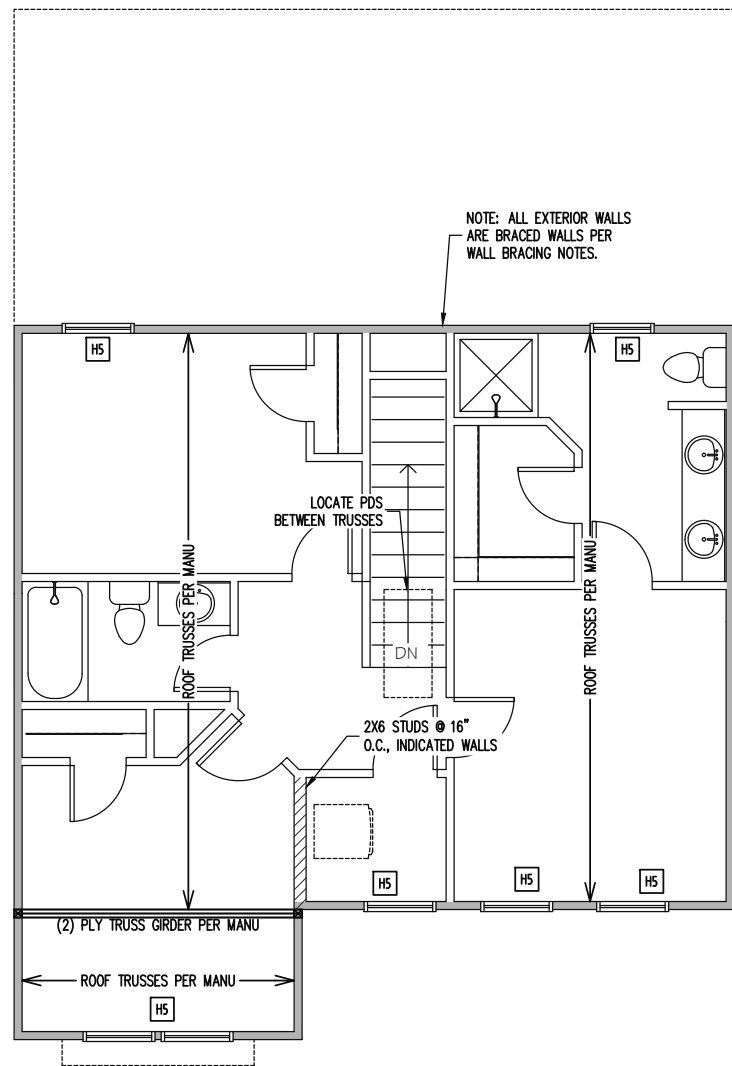 NOTE: ALL EXTERIOR WALLS
ARE BRACED WALLS PER
WALL BRACING NOTES.
H5
H5
LOCATE PDS
BETWEEN TRUSSES
ROOF TRUSSES PER MANU
ROOF TRUSSES PER MANU
DN
2X6 STUDS @ 16"
O.C., INDICATED WALLS
H5
H5
H5
(2) PLY TRUSS GIRDER PER MANU
ROOF TRUSSES PER MANU
H5